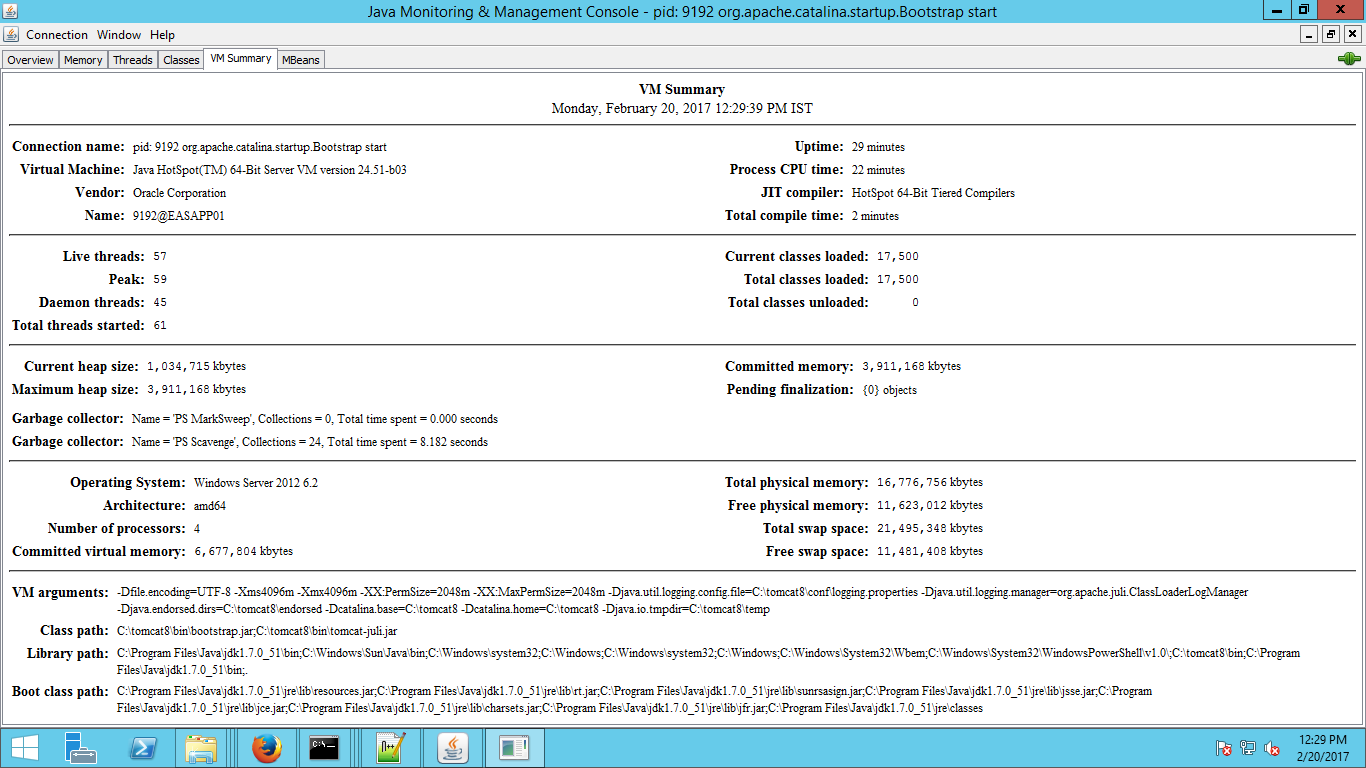 Java Monitoring & Management Console - pid: 9192 org.apache.catalina.startup.Bootstrap start
Connection Window Help
Overview Memory Threads Classes VM Summary MBeans
VM Summary
Monday, February 20, 2017 12:29:39 PM IST
Connection name: pid: 9192 org.apache.catalina.startup.Bootstrap start Uptime: 29 minutes
Virtual Machine: Java HotSpot(TM) 64-Bit Server VM version 24.51-b03 Process CPU time: 22 minutes
Vendor: Oracle Corporation JIT compiler: HotSpot 64-Bit Tiered Compilers
Name: 9192@EASAPP01 Total compile time: 2 minutes
Live threads: 57 Current classes loaded: 17,500
Peak: 59 Total classes loaded: 17,500
Daemon threads: 45 Total classes unloaded: 0
Total threads started: 61
Current heap size: 1,034,715 kbytes Committed memory: 3,911,168 kbytes
Maximum heap size: 3,911,168 kbytes Pending finalization: {0} objects
Garbage collector: Name = 'PS MarkSweep', Collections = 0, Total time spent = 0.000 seconds
Garbage collector: Name = 'PS Scavenge', Collections = 24, Total time spent = 8.182 seconds
Operating System: Windows Server 2012 6.2 Total physical memory: 16,776,756 kbytes
Architecture: amd64 Free physical memory: 11,623,012 kbytes
Number of processors: 4 Total swap space: 21,495,348 kbytes
Committed virtual memory: 6,677,804 kbytes Free swap space: 11,481,408 kbytes
VM arguments: -Dfile.encoding=UTF-8 -Xms4096m -Xmx4096m -XX:PermSize=2048m -XX:MaxPermSize=2048m -Djava.util.logging.config.file=C:\tomcat8\conf\logging.properties -Djava.util.logging.manager=org.apache.juli.ClassLoaderLogManager
-Djava.endorsed.dirs=C:\tomcat8\endorsed -Dcatalina.base=C:\tomcat8 -Dcatalina.home=C:\tomcat8 -Djava.io.tmpdir=C:\tomcat8\temp
Class path: C:\tomcat8\bin\bootstrap.jar;C:\tomcat8\bin\tomcat-juli.jar
Library path: C:\Program Files\Java\jdk1.7.0_51\bin;C:\Windows\Sun\Java\bin;C:\Windows\system32;C:\Windows;C:\Windows\system32;C:\Windows;C:\Windows\System32\Wbem;C:\Windows\System32\WindowsPowerShell\v1.0\;C:\tomcat8\bin;C:\Program
Files\Java\jdk1.7.0_51\bin;.
Boot class path: C:\Program Files\Java\jdk1.7.0_51\jre\lib\resources.jar;C:\Program Files\Java\jdk1.7.0_51\jre\lib\rt.jar;C:\Program Files\Java\jdk1.7.0_51\jre\lib\sunrsasign.jar;C:\Program Files\Java\jdk1.7.0_51\jre\lib\jsse.jar;C:\Program
Files\Java\jdk1.7.0_51\jre\lib\jce.jar;C:\Program Files\Java\jdk1.7.0_51\jre\lib\charsets.jar;C:\Program Files\Java\jdk1.7.0_51\jre\lib\jfr.jar;C:\Program Files\Java\jdk1.7.0_51\jre\classes
C:\
12:29 PM
2/20/2017